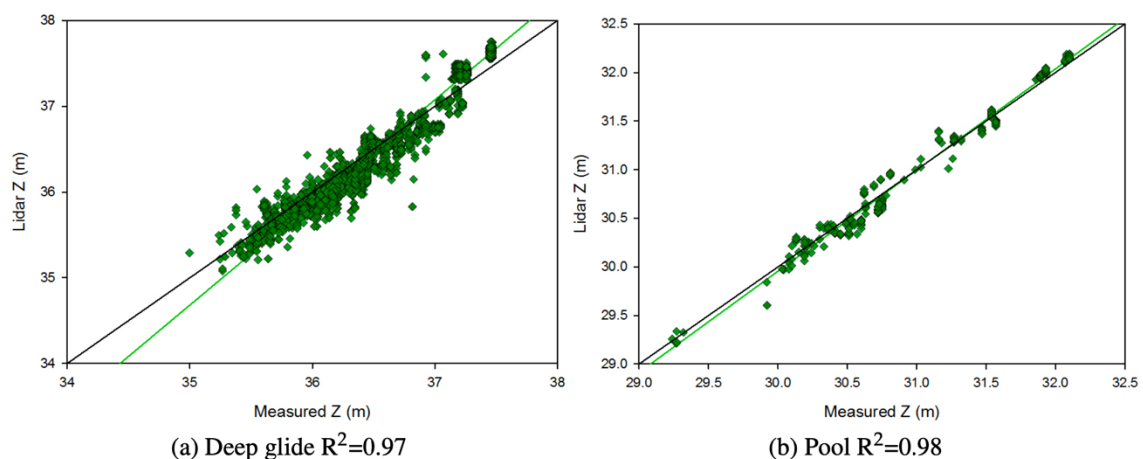 38
37
36
35
34
Lidar Z (m)
34 35 36 37 38
Measured Z (m)
(a) Deep glide R²=0.97
32.5
32.0
31.5
31.0
30.5
30.0
29.5
29.0
Lidar Z (m)
29.0 29.5 30.0 30.5 31.0 31.5 32.0 32.5
Measured Z (m)
(b) Pool R²=0.98